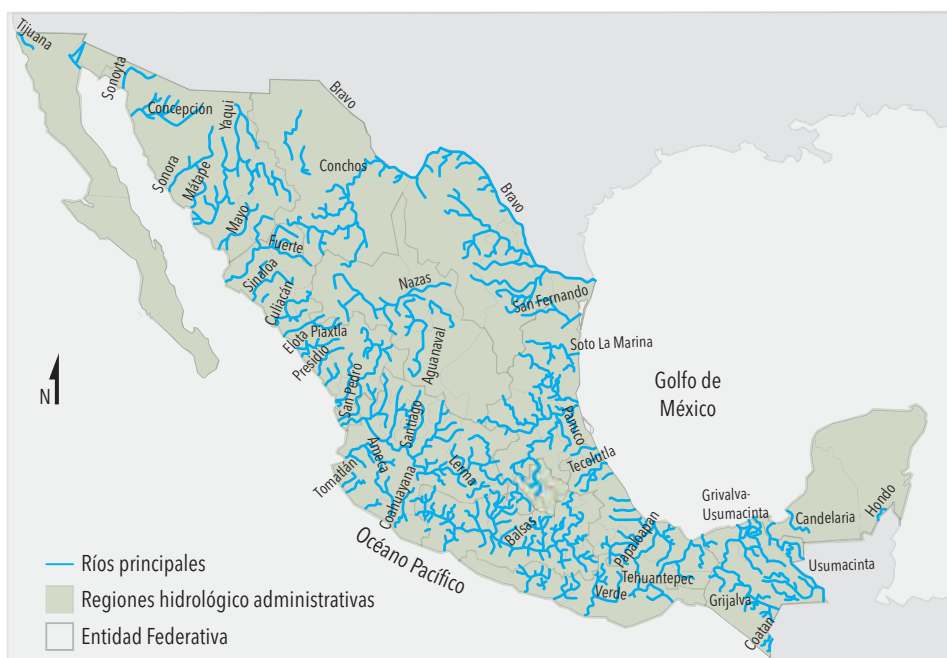 Tijuana
Sonoyta
Concepción
Yaqui
Bravo
Sonora
Mátape
Conchos
Mayo
Bravo
Fuerte
Sinaloa
Nazas
Culiacán
San Fernando
Piaxtla
Elota
Presidio
Aguanaval
Soto La Marina
N
San Pedro
Golfo de
México
Santiago
Panuco
Ameca
Lerma
Tecolutla
Tomatlán
Coahuayana
Grivalva-
Usumacinta
Hondo
Candelaria
Balsas
Papaloapan
Océano Pacífico
Usumacinta
Tehuantepec
Verde
Grijalva
Coatan
Ríos principales
Regiones hidrológico administrativas
Entidad Federativa